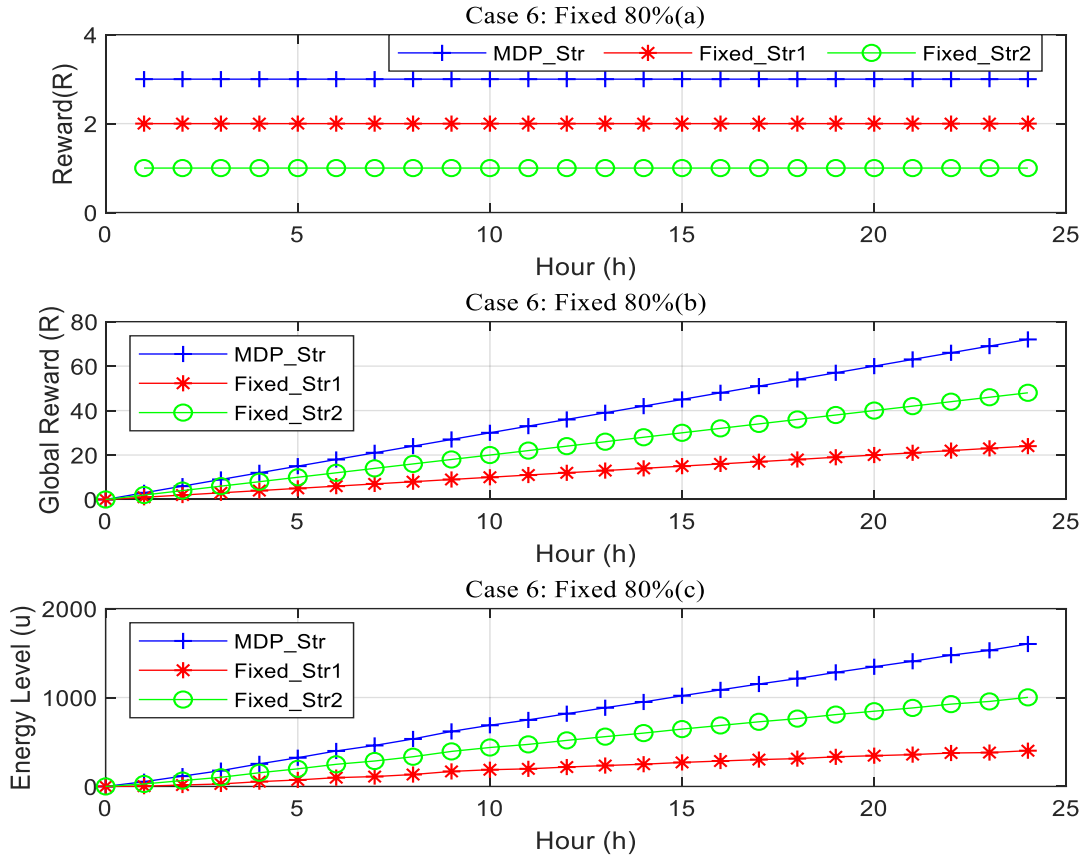 Case 6: Fixed 80%(a)
MDP_Str Fixed_Str1 Fixed_Str2
Reward(R)
4
2
0
0 5 10 15 20 25
Hour (h)
Case 6: Fixed 80%(b)
MDP_Str
Fixed_Str1
Fixed_Str2
Global Reward (R)
80
60
40
20
0
0 5 10 15 20 25
Hour (h)
Case 6: Fixed 80%(c)
MDP_Str
Fixed_Str1
Fixed_Str2
Energy Level (u)
2000
1000
0
0 5 10 15 20 25
Hour (h)